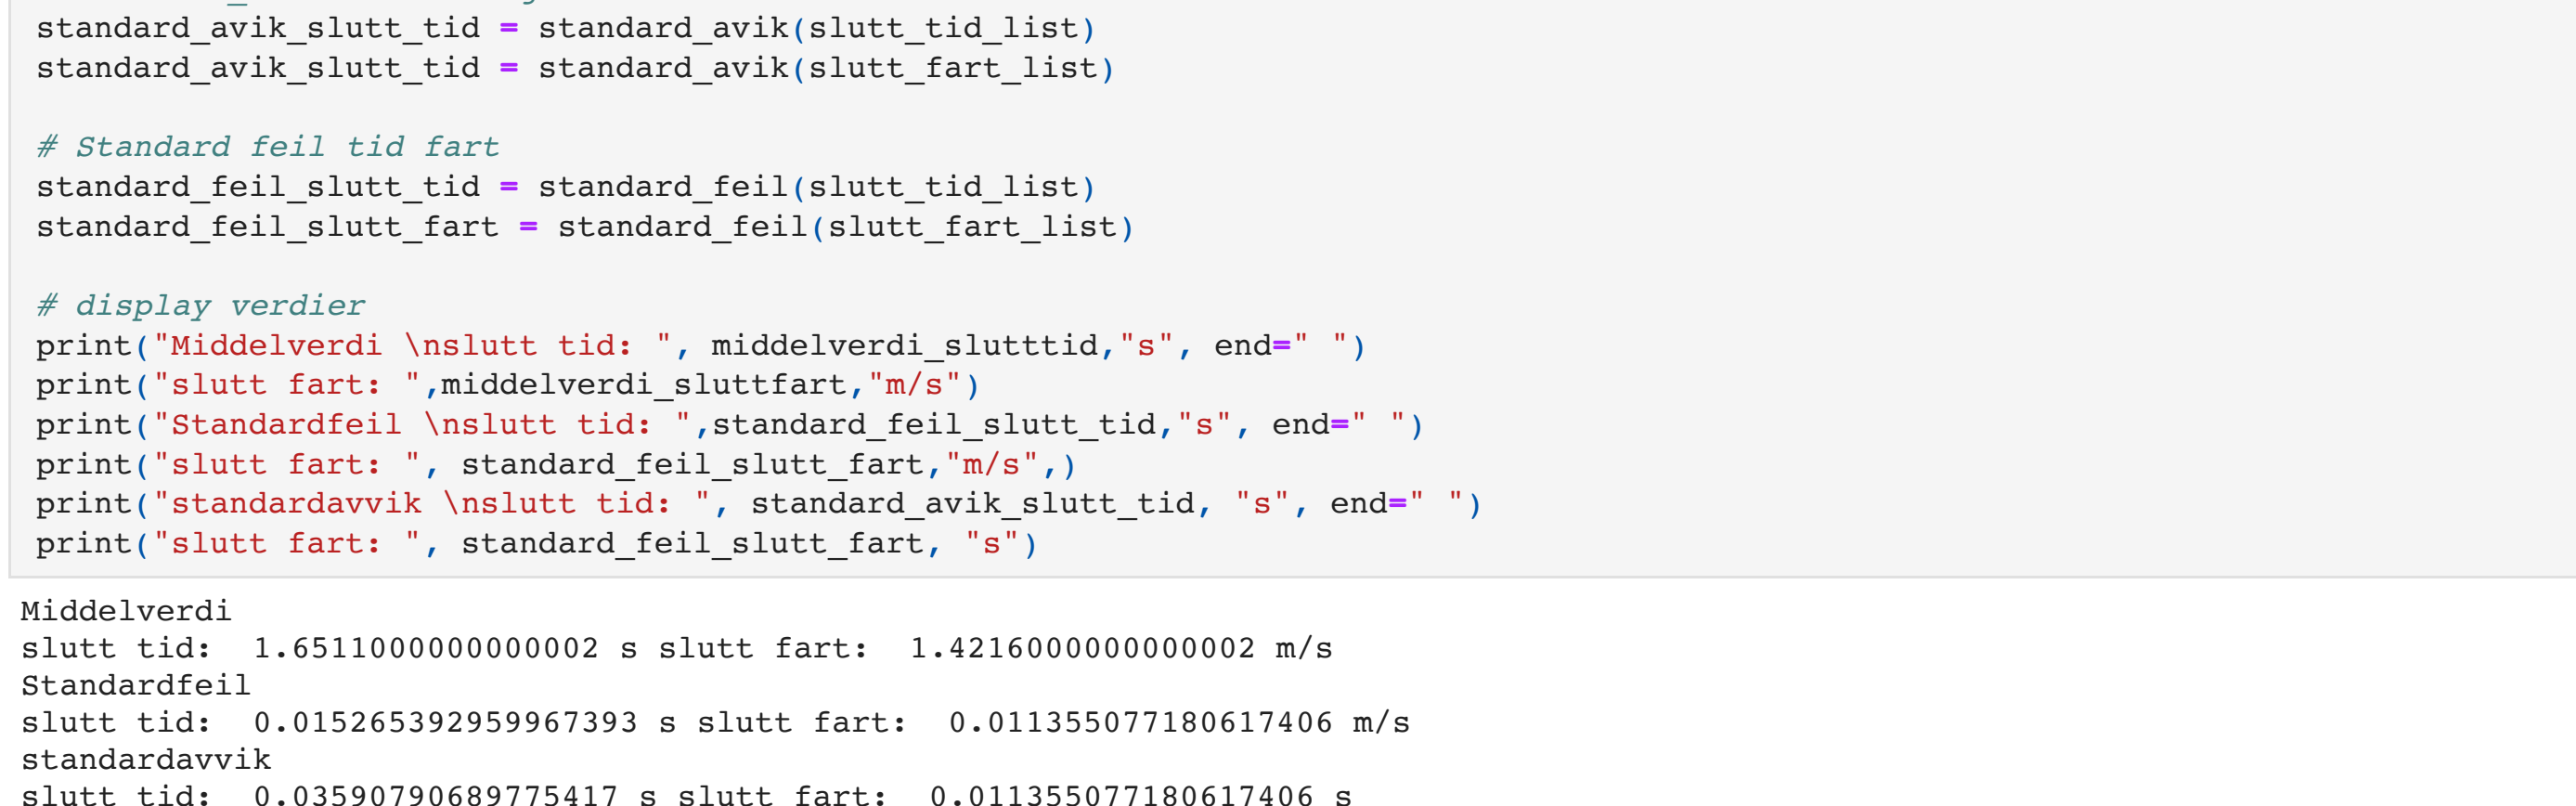 standard_avik_slutt_tid = standard_avik(slutt_tid_list)
standard_avik_slutt_tid = standard_avik(slutt_fart_list)
# Standard feil tid fart
standard_feil_slutt_tid = standard_feil(slutt_tid_list)
standard_feil_slutt_fart = standard_feil(slutt_fart_list)
# display verdier
print("Middelverdi \nslutt tid: ", middelverdi_slutttid,"s", end=" ")
print("slutt fart: ",middelverdi_sluttfart,"m/s")
print("Standardfeil \nslutt tid: ",standard_feil_slutt_tid,"s", end=" ")
print("slutt fart: ", standard_feil_slutt_fart,"m/s",)
print("standardavvik \nslutt tid: ", standard_avik_slutt_tid, "s", end=" ")
print("slutt fart: ", standard_feil_slutt_fart, "s")
Middelverdi
slutt tid:  1.6511000000000002 s slutt fart:  1.4216000000000002 m/s
Standardfeil
slutt tid:  0.015265392959967393 s slutt fart:  0.011355077180617406 m/s
standardavvik
slutt tid:  0.03590790689775417 s slutt fart:  0.011355077180617406 s